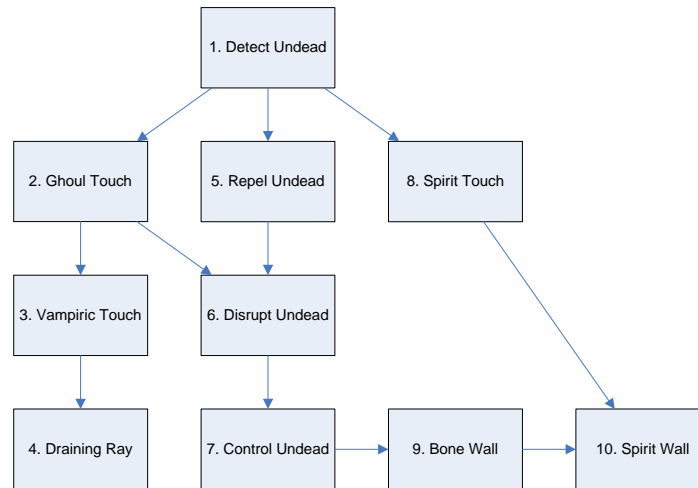 1. Detect Undead
2. Ghoul Touch
5. Repel Undead
8. Spirit Touch
3. Vampiric Touch
6. Disrupt Undead
4. Draining Ray
7. Control Undead
9. Bone Wall
10. Spirit Wall